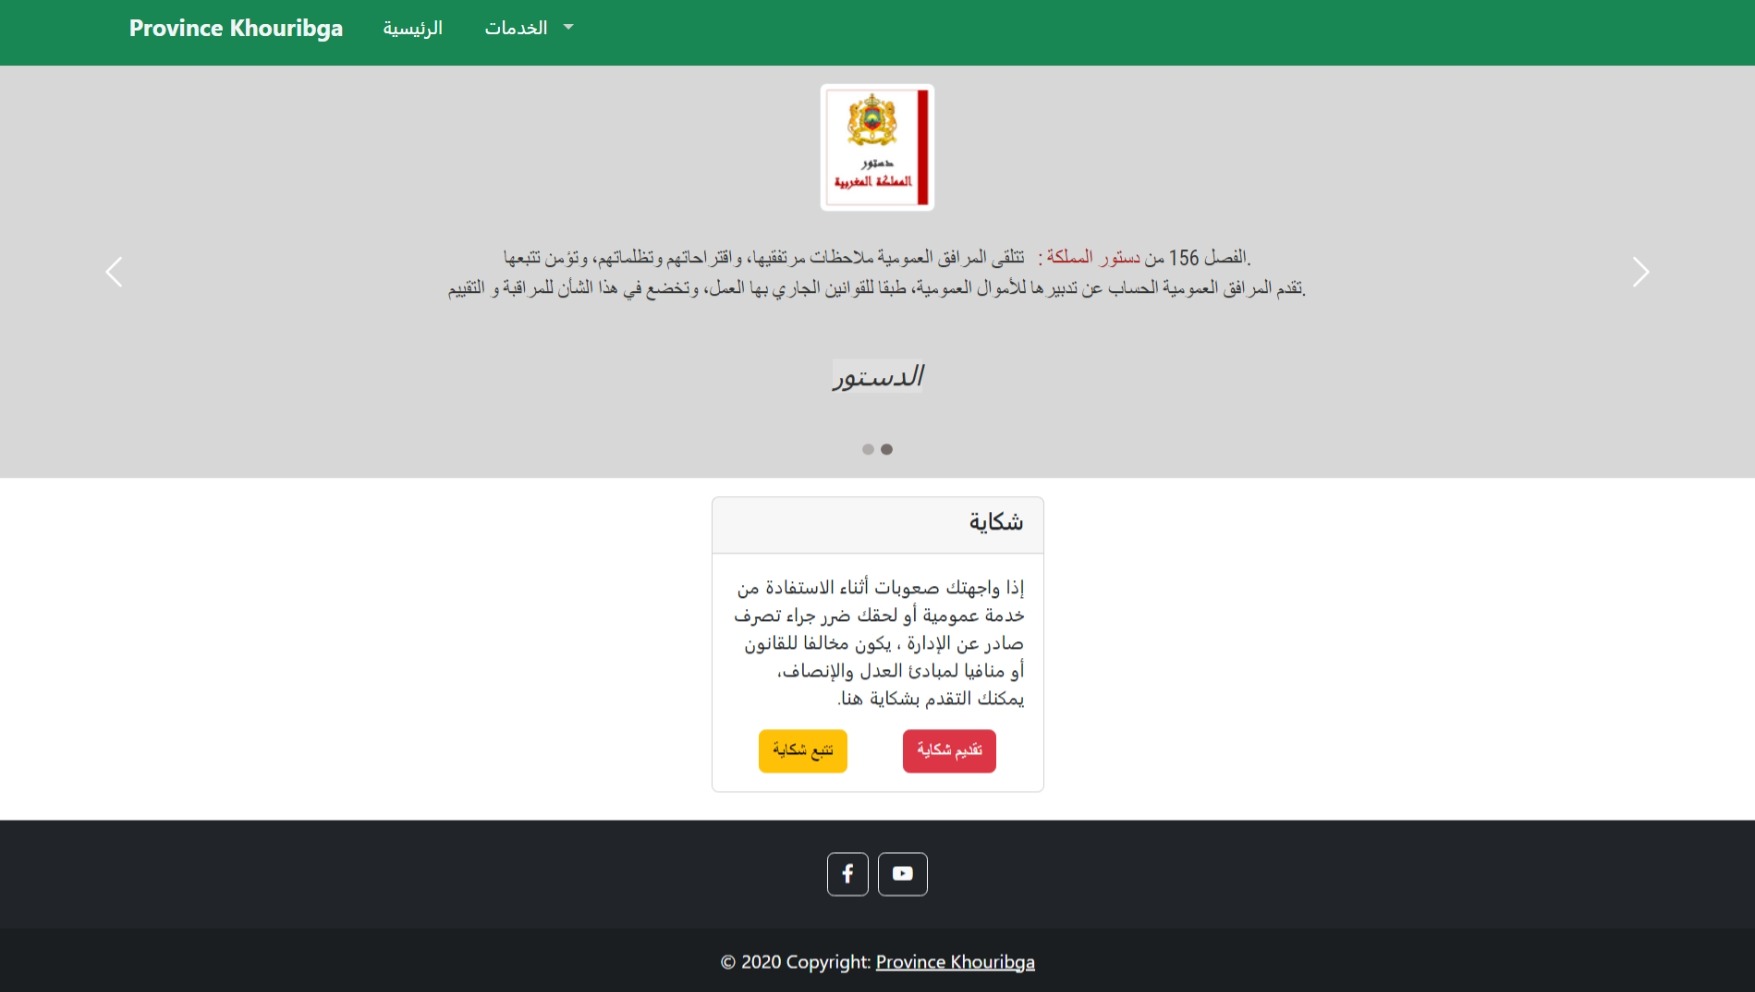 Province Khouribga
الرئيسية
الخدمات
دستور
المملكة المغربية
الفصل 156 من دستور المملكة : تتلقى المرافق العمومية ملاحظات مرتفقيها، واقتراحاتهم وتظلماتهم، وتؤمن تتبعها.
تقدم المرافق العمومية الحساب عن تدبيرها للأموال العمومية، طبقا للقوانين الجاري بها العمل، وتخضع في هذا الشأن للمراقبة و التقييم.
الدستور
شكاية
إذا واجهتك صعوبات أثناء الاستفادة من
خدمة عمومية أو لحقك ضرر جراء تصرف
صادر عن الإدارة ، يكون مخالفا للقانون
أو منافيا لمبادئ العدل والإنصاف،
يمكنك التقدم بشكاية هنا.
تقديم شكاية
تتبع شكاية
© 2020 Copyright: Province Khouribga